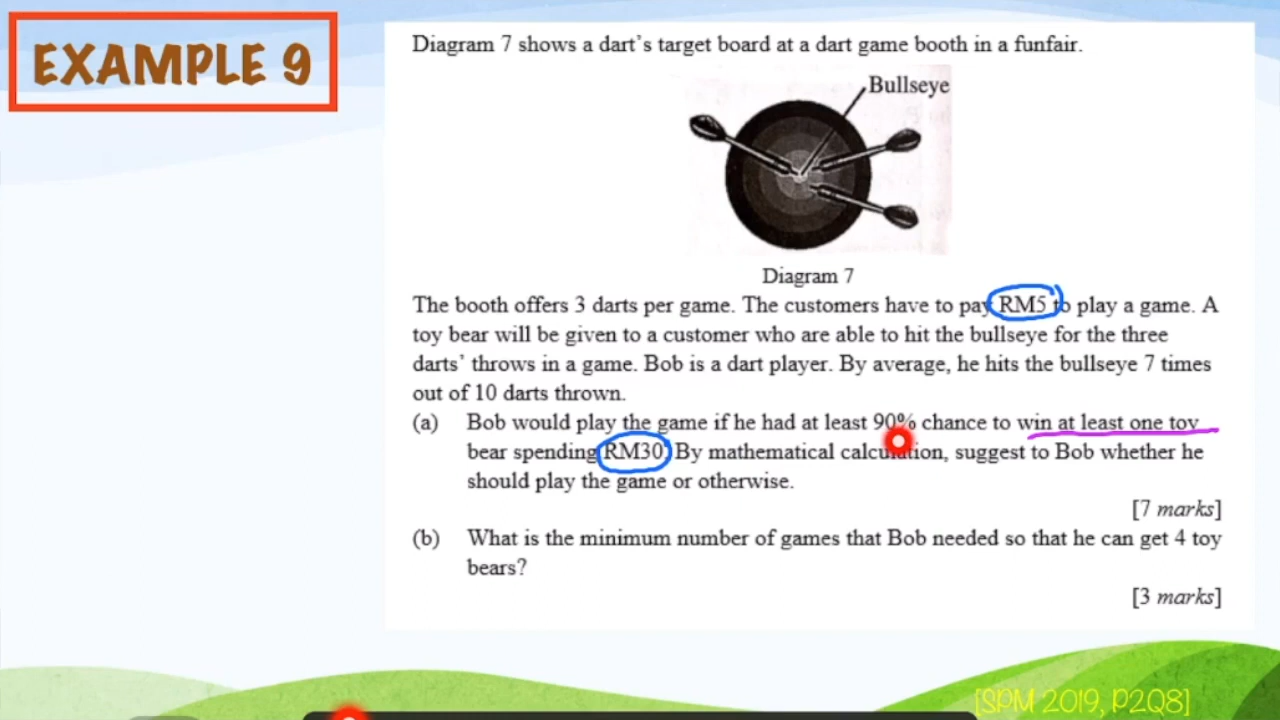 EXAMPLE 9
Diagram 7 shows a dart's target board at a dart game booth in a funfair.
Bullseye
Diagram 7
The booth offers 3 darts per game. The customers have to pay RM5 to play a game. A
toy bear will be given to a customer who are able to hit the bullseye for the three
darts' throws in a game. Bob is a dart player. By average, he hits the bullseye 7 times
out of 10 darts thrown.
(a) Bob would play the game if he had at least 90% chance to win at least one toy
bear spending RM30. By mathematical calculation, suggest to Bob whether he
should play the game or otherwise.
[7 marks]
(b) What is the minimum number of games that Bob needed so that he can get 4 toy
bears?
[3 marks]
[SPM 2019, P2Q8]